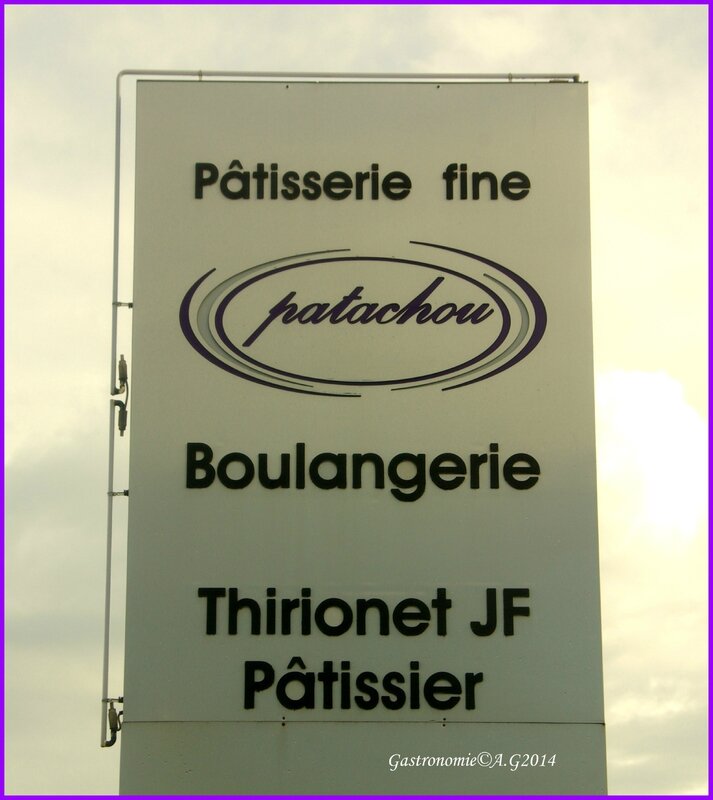 Pâtisserie fine
patachou
Boulangerie
Thirionet JF
Pâtissier
Gastronomie©A.G2014